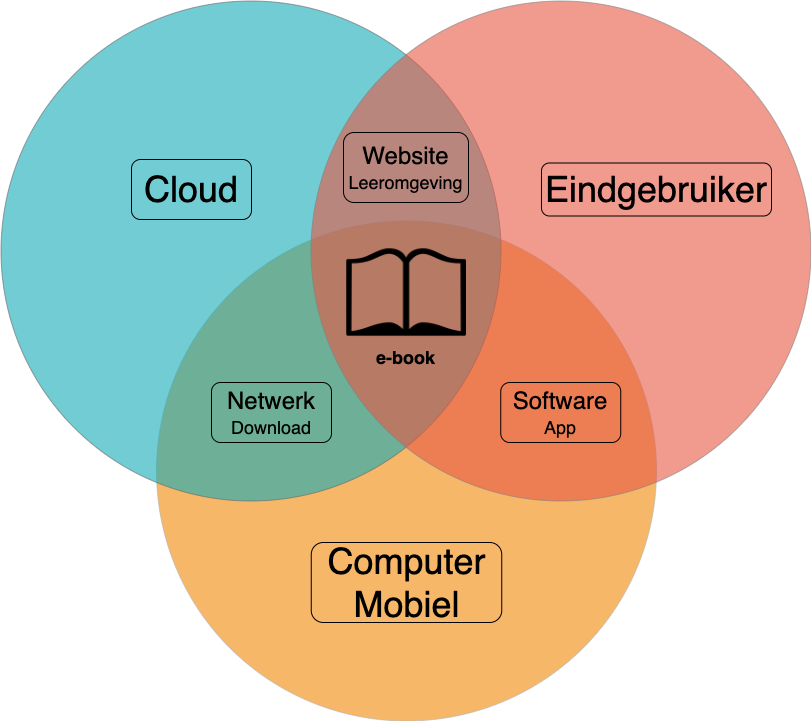 Website
Leeromgeving
Cloud
Eindgebruiker
e-book
Netwerk
Download
Software
App
Computer
Mobiel